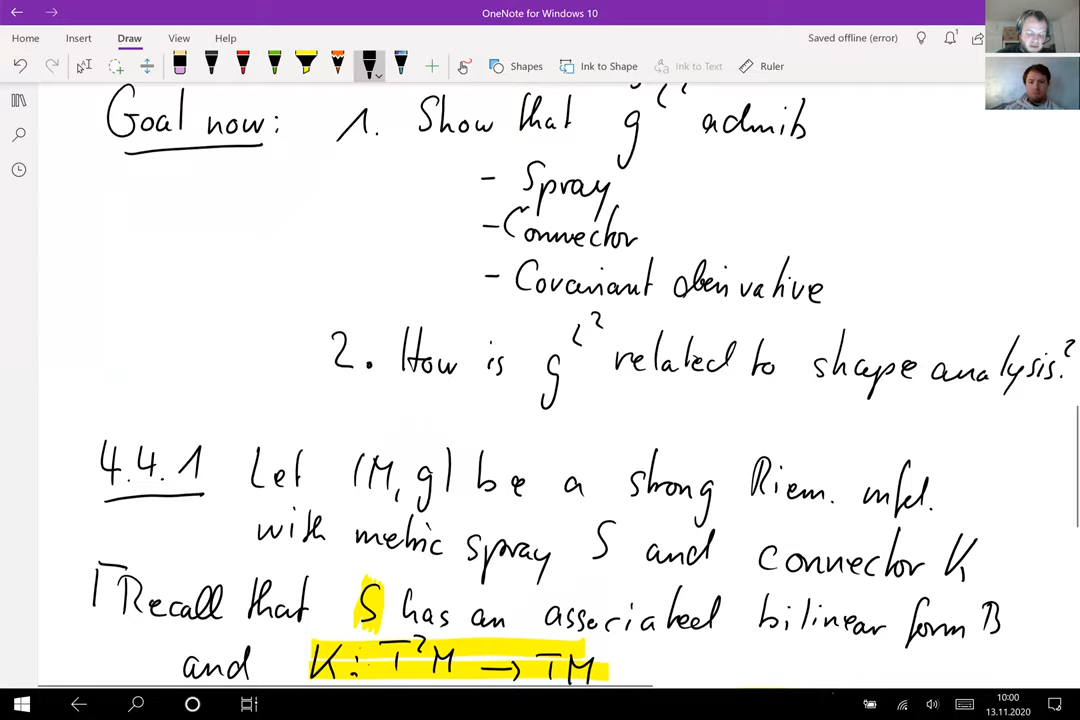 OneNote for Windows 10
Home Insert Draw View Help
Saved offline (error)
Shapes Ink to Shape Ink to Text Ruler
Goal now: 1. Show that g^{L^2} admits
- Spray
- Connector
- Covariant derivative
2. How is g^{L^2} related to shape analysis?
4.4.1 Let (M, g) be a strong Riem. mfd.
with metric spray S and connector K
Recall that S has an associated bilinear form B
and K: T²M → TM
10:00
13.11.2020